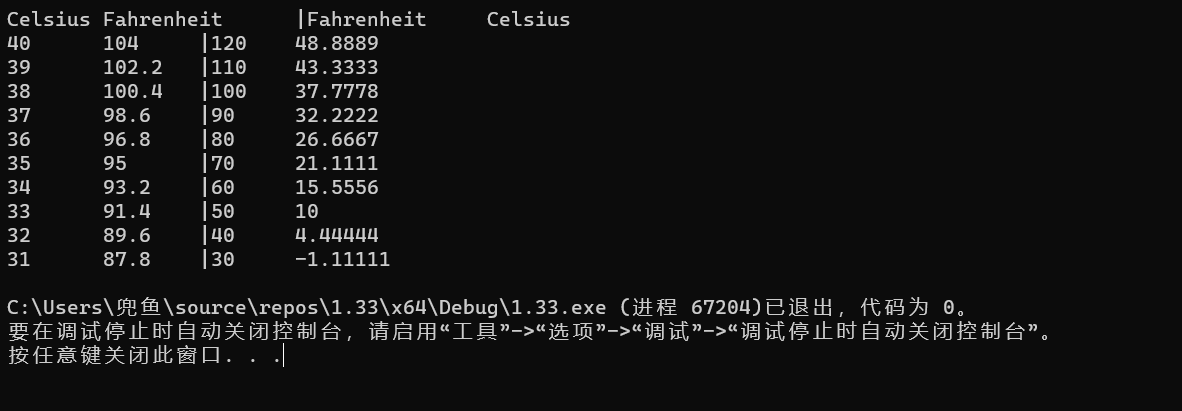 Celsius Fahrenheit      |Fahrenheit     Celsius
40      104     |120    48.8889
39      102.2   |110    43.3333
38      100.4   |100    37.7778
37      98.6    |90     32.2222
36      96.8    |80     26.6667
35      95      |70     21.1111
34      93.2    |60     15.5556
33      91.4    |50     10
32      89.6    |40     4.44444
31      87.8    |30     -1.11111
C:\Users\兜鱼\source\repos\1.33\x64\Debug\1.33.exe (进程 67204)已退出，代码为 0。
要在调试停止时自动关闭控制台，请启用“工具”->“选项”->“调试”->“调试停止时自动关闭控制台”。
按任意键关闭此窗口. . .